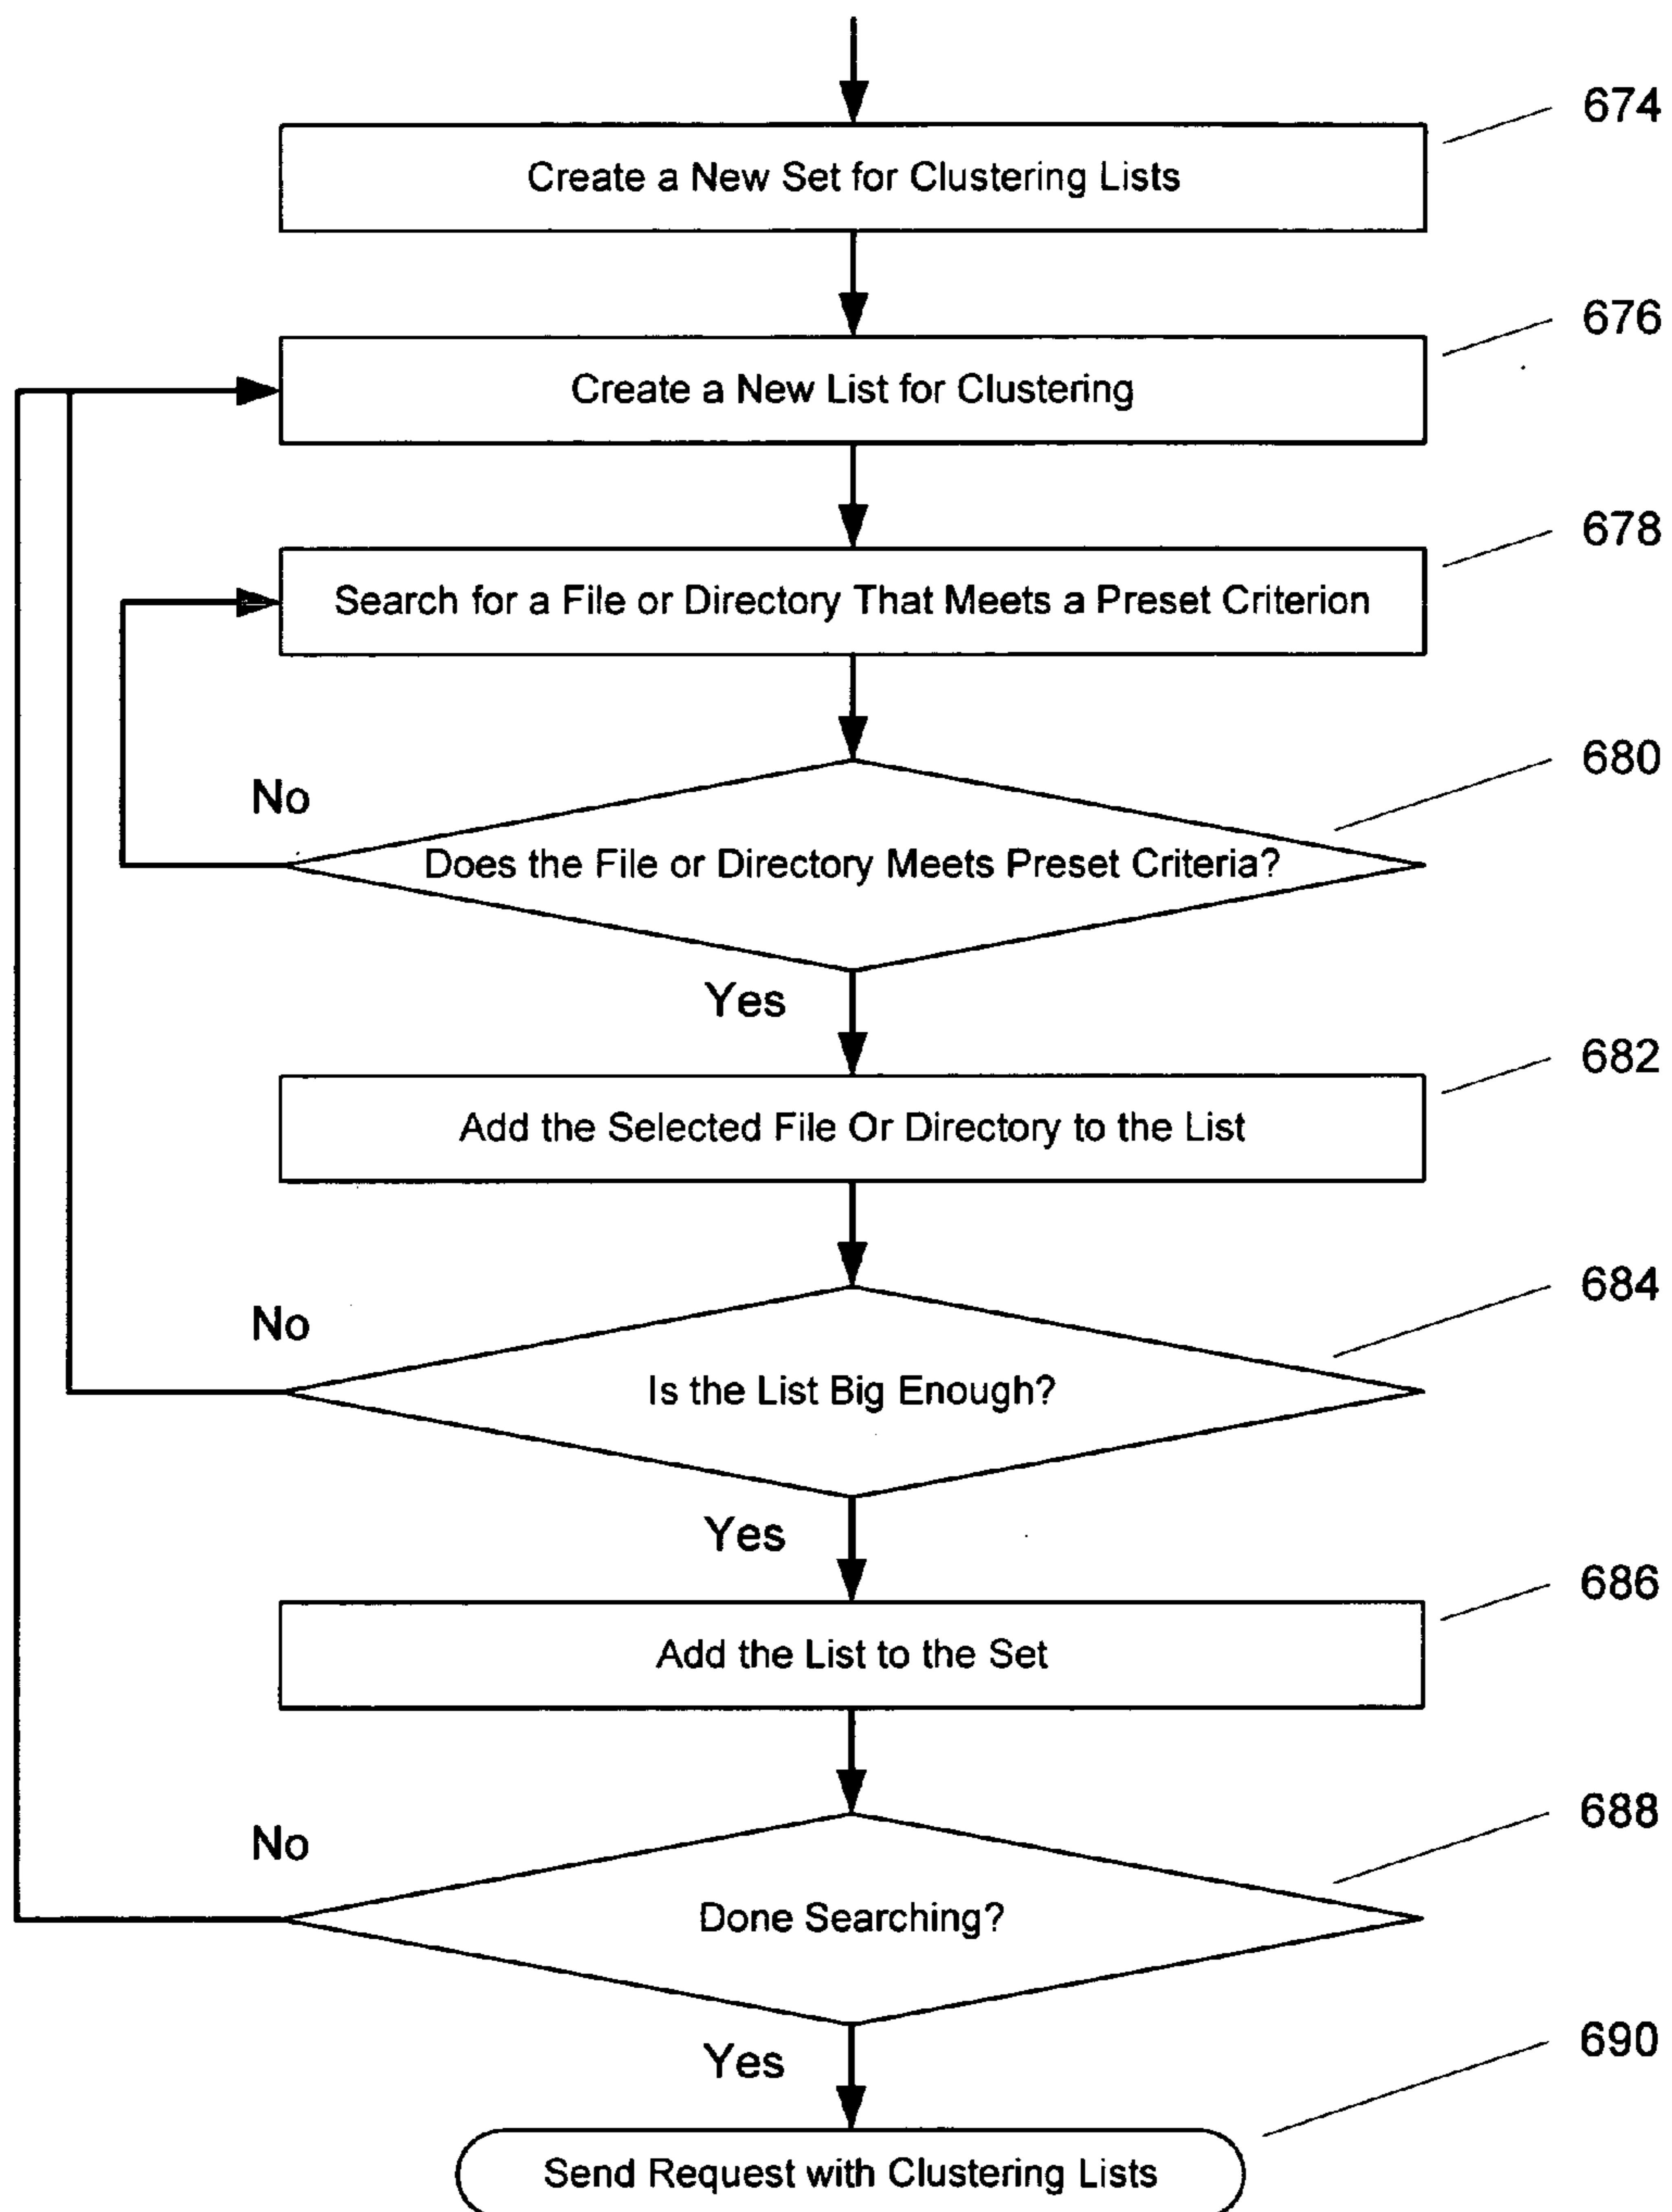 674
Create a New Set for Clustering Lists
676
Create a New List for Clustering
678
Search for a File or Directory That Meets a Preset Criterion
680
No
Does the File or Directory Meets Preset Criteria?
Yes
682
Add the Selected File Or Directory to the List
684
No
Is the List Big Enough?
Yes
686
Add the List to the Set
688
No
Done Searching?
Yes
690
Send Request with Clustering Lists